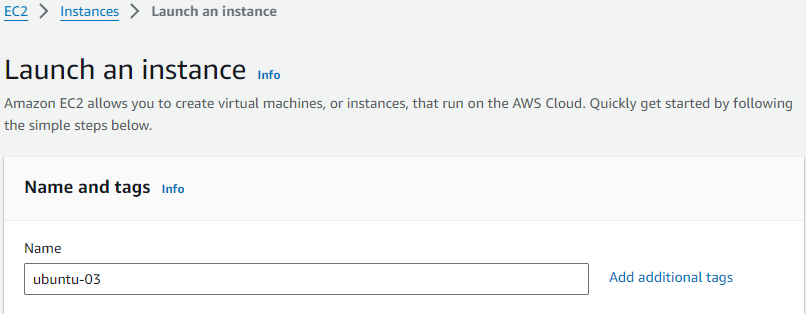 EC2 > Instances > Launch an instance
Launch an instance Info
Amazon EC2 allows you to create virtual machines, or instances, that run on the AWS Cloud. Quickly get started by following
the simple steps below.
Name and tags Info
Name
ubuntu-03 Add additional tags